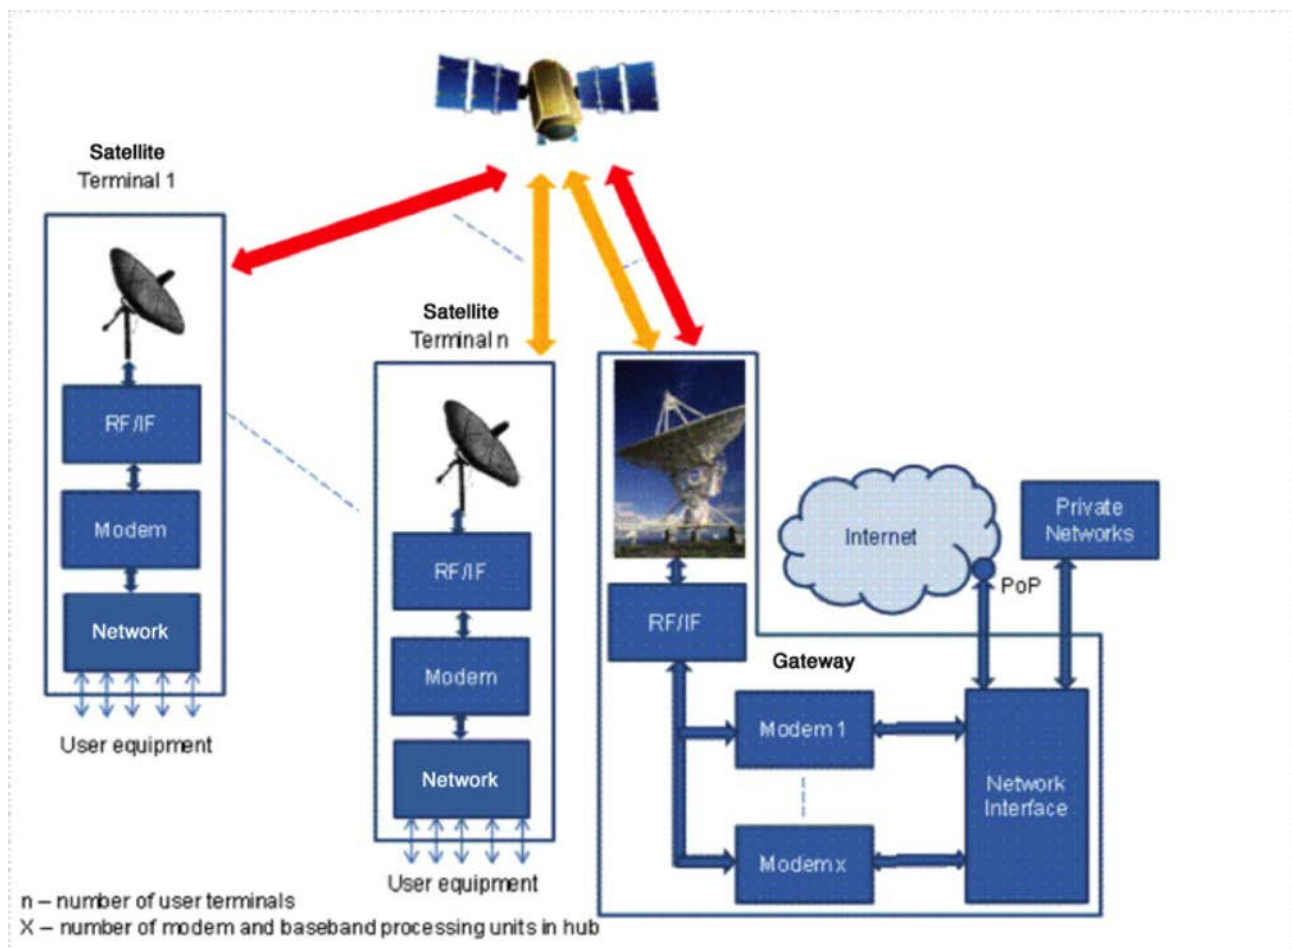 Satellite
Terminal 1
RF/IF
Modem
Network
User equipment
Satellite
Terminal n
RF/IF
Modem
Network
User equipment
RF/IF
Gateway
Modem 1
Modem x
Network
Interface
Internet
PoP
Private
Networks
n – number of user terminals
X – number of modem and baseband processing units in hub